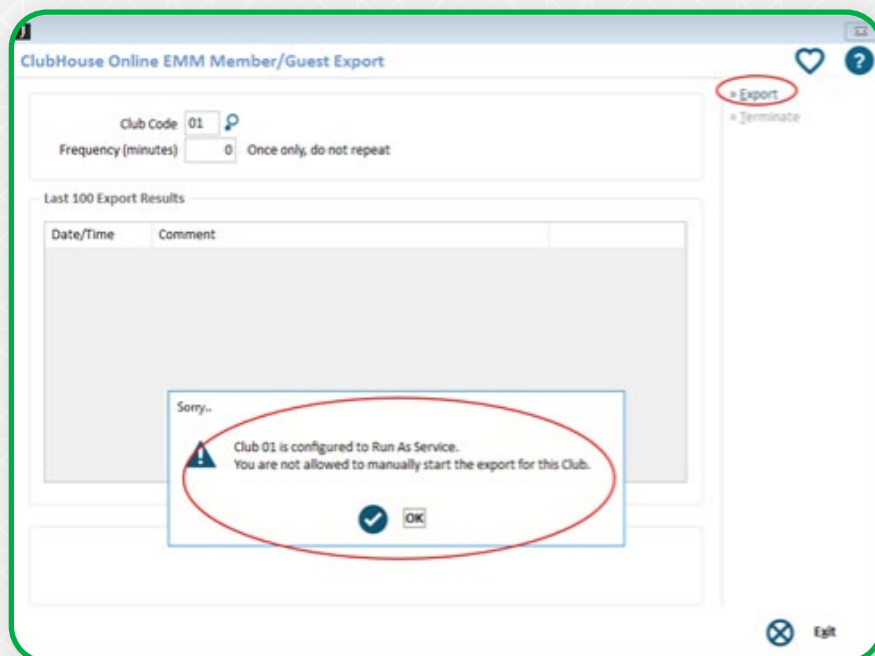 ClubHouse Online EMM Member/Guest Export
?
» Export
» Terminate
Club Code 01
Frequency (minutes) 0 Once only, do not repeat
Last 100 Export Results
Date/Time Comment
Sorry..
Club 01 is configured to Run As Service.
You are not allowed to manually start the export for this Club.
OK
Exit